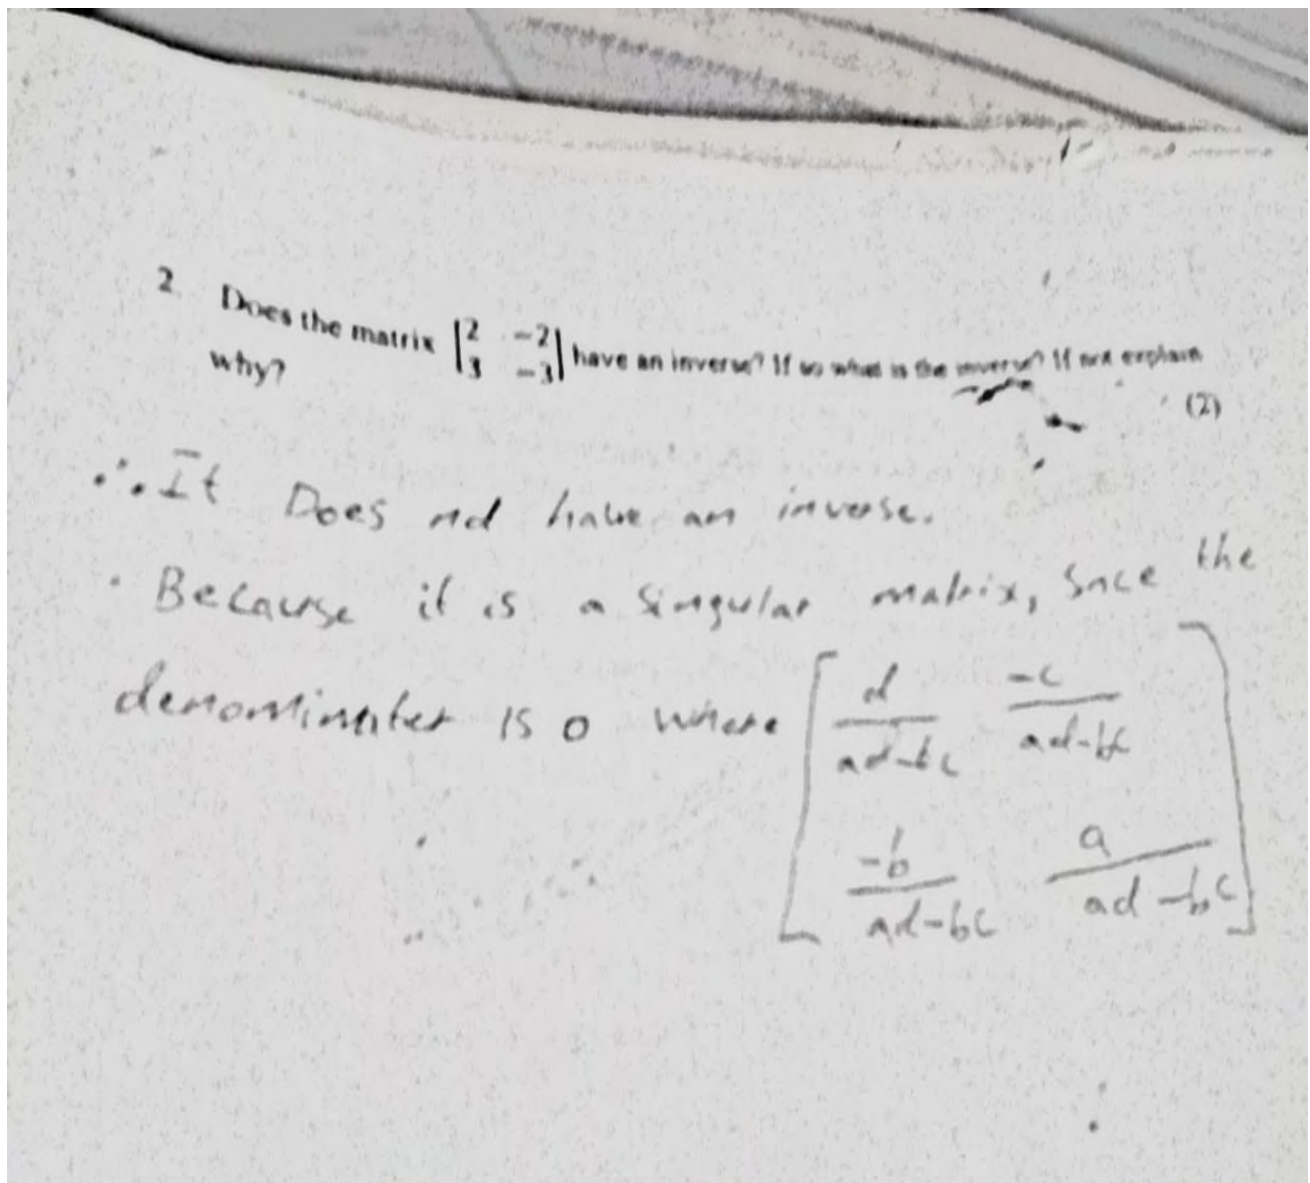 2. Does the matrix |2 -2| have an inverse? If so what is the inverse? If not explain
|3 -3|
why?
(2)
∴ It Does not have an inverse.
· Because it is a Singular matrix, Snce the
denominater is 0 where [ d/ad-bc -c/ad-bc
-b/ad-bc a/ad-bc ]